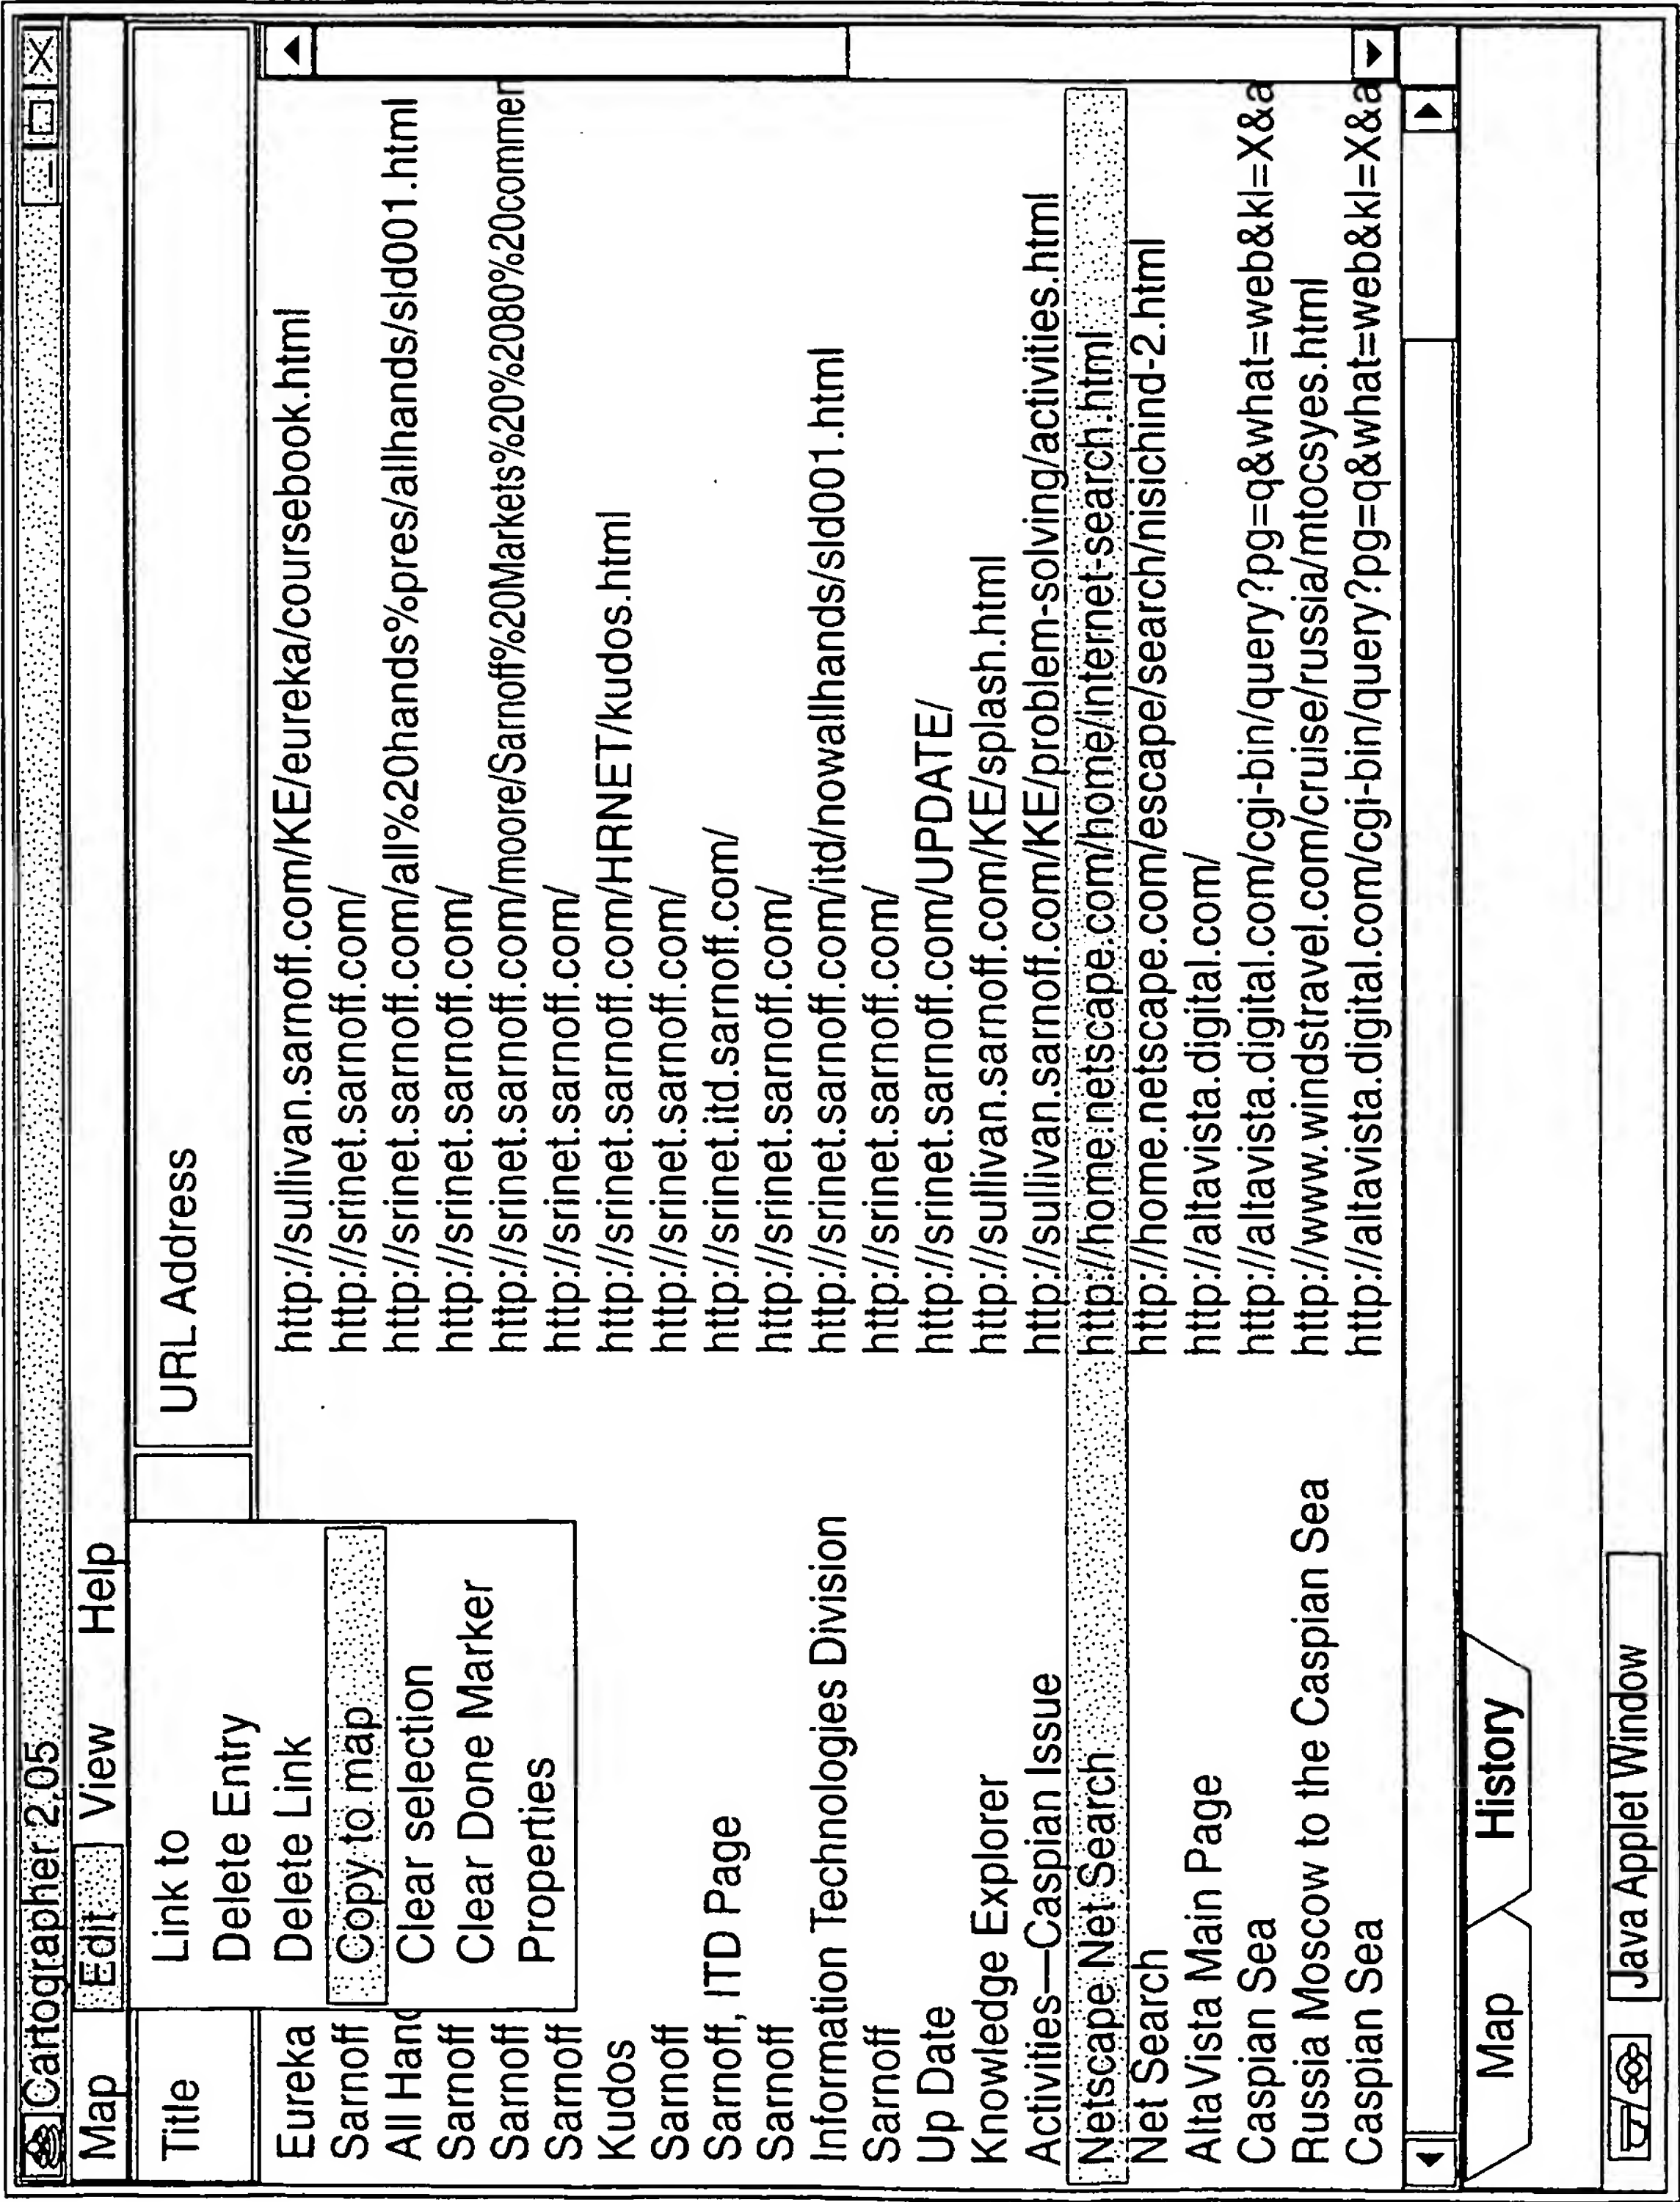 Cartographer 2,05
Map Edit View Help
Title URL Address
Link to
Delete Entry
Delete Link
Copy to map
Clear selection
Clear Done Marker
Properties
Eureka http://sullivan.sarnoff.com/KE/eureka/coursebook.html
Sarnoff http://srinet.sarnoff.com/
All Hand http://srinet.sarnoff.com/all%20hands%pres/allhands/sld001.html
Sarnoff http://srinet.sarnoff.com/
Sarnoff http://srinet.sarnoff.com/moore/Sarnoff%20Markets%20%2080%20commer
Sarnoff http://srinet.sarnoff.com/
Kudos http://srinet.sarnoff.com/HRNET/kudos.html
Sarnoff http://srinet.sarnoff.com/
Sarnoff, ITD Page http://srinet.itd.sarnoff.com/
Sarnoff http://srinet.sarnoff.com/
Information Technologies Division http://srinet.sarnoff.com/itd/nowallhands/sld001.html
Sarnoff http://srinet.sarnoff.com/
Up Date http://srinet.sarnoff.com/UPDATE/
Knowledge Explorer http://sullivan.sarnoff.com/KE/splash.html
Activities—Caspian Issue http://sullivan.sarnoff.com/KE/problem-solving/activities.html
Netscape Net Search http://home.netscape.com/home/internet-search.html
Net Search http://home.netscape.com/escape/search/nisichind-2.html
AltaVista Main Page http://altavista.digital.com/
Caspian Sea http://altavista.digital.com/cgi-bin/query?pg=q&what=web&kl=X&a
Russia Moscow to the Caspian Sea http://www.windstravel.com/cruise/russia/mtocsyes.html
Caspian Sea http://altavista.digital.com/cgi-bin/query?pg=q&what=web&kl=X&a
Map History
Java Applet Window